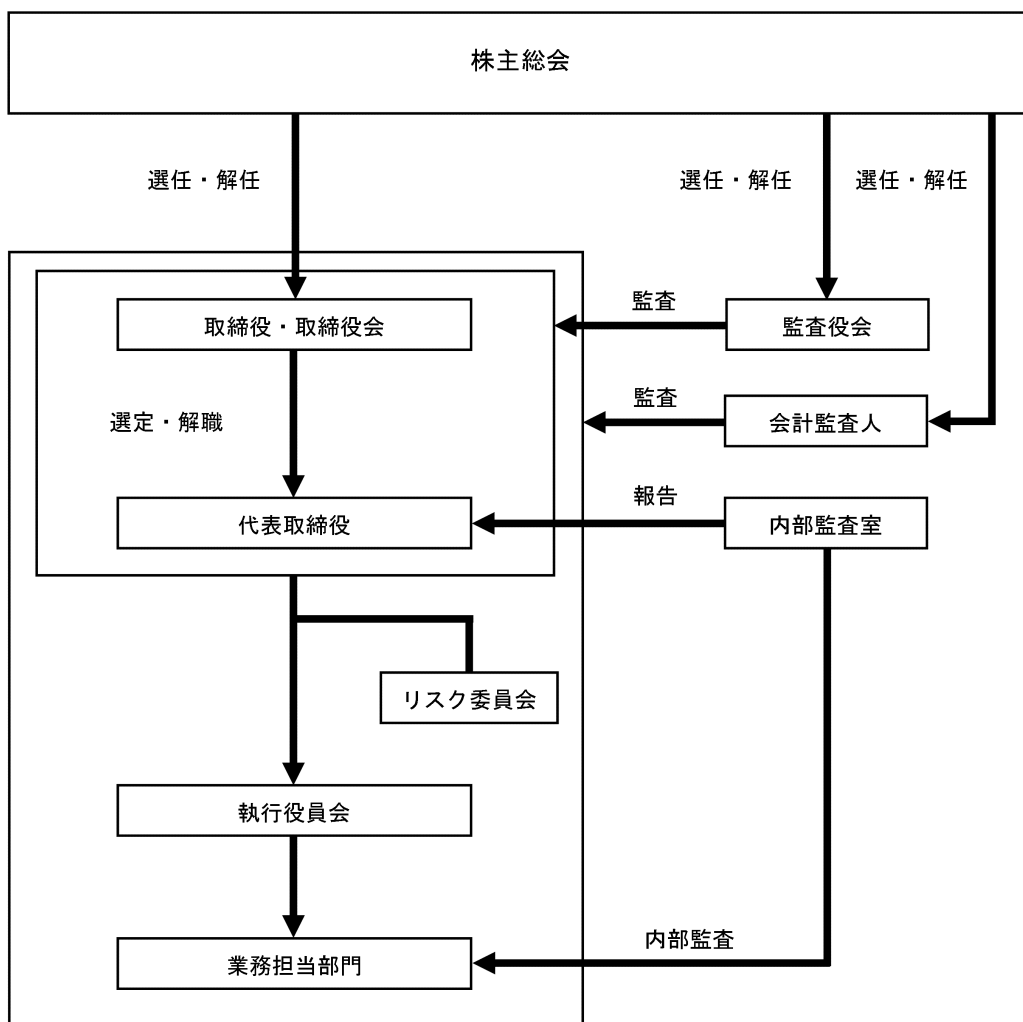 株主総会
選任・解任
選任・解任
選任・解任
監査
取締役・取締役会
監査役会
監査
選定・解職
会計監査人
報告
代表取締役
内部監査室
リスク委員会
執行役員会
内部監査
業務担当部門